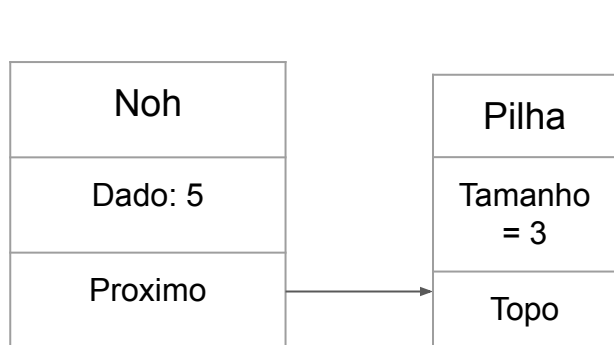 Noh
Dado: 5
Proximo
Pilha
Tamanho
= 3
Topo